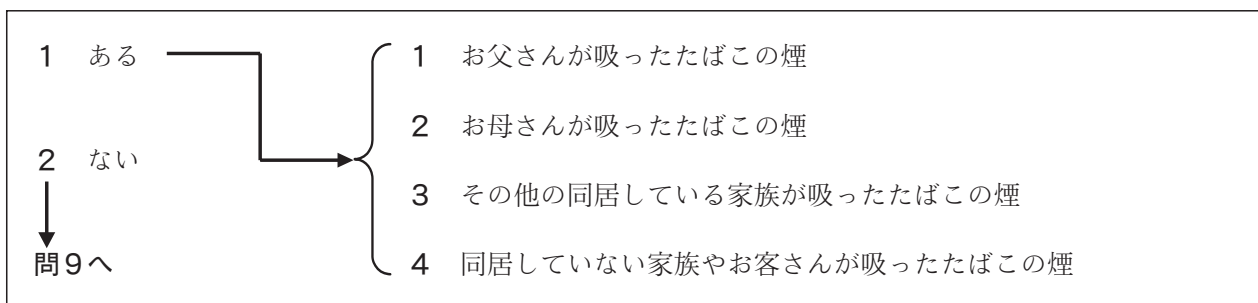 1 ある
2 ない
問9へ
1 お父さんが吸ったたばこの煙
2 お母さんが吸ったたばこの煙
3 その他の同居している家族が吸ったたばこの煙
4 同居していない家族やお客さんが吸ったたばこの煙